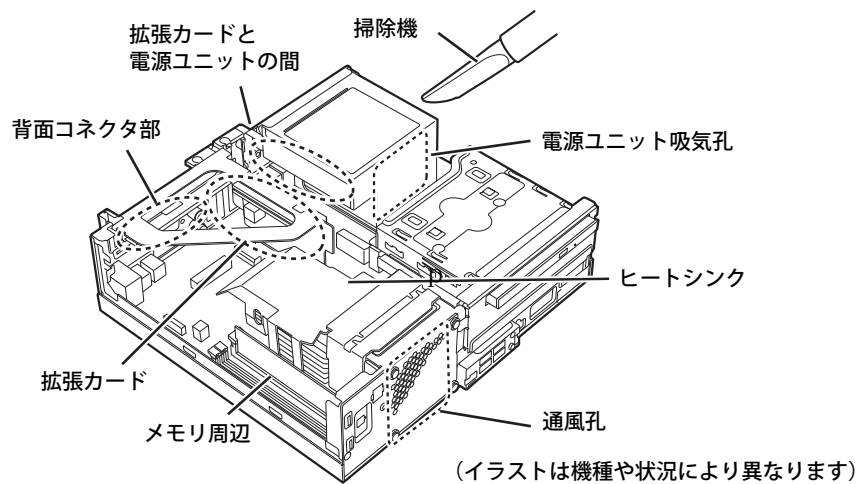 拡張カードと
電源ユニットの間
掃除機
背面コネクタ部
電源ユニット吸気孔
P
ヒートシンク
拡張カード
メモリ周辺
通風孔
（イラストは機種や状況により異なります）